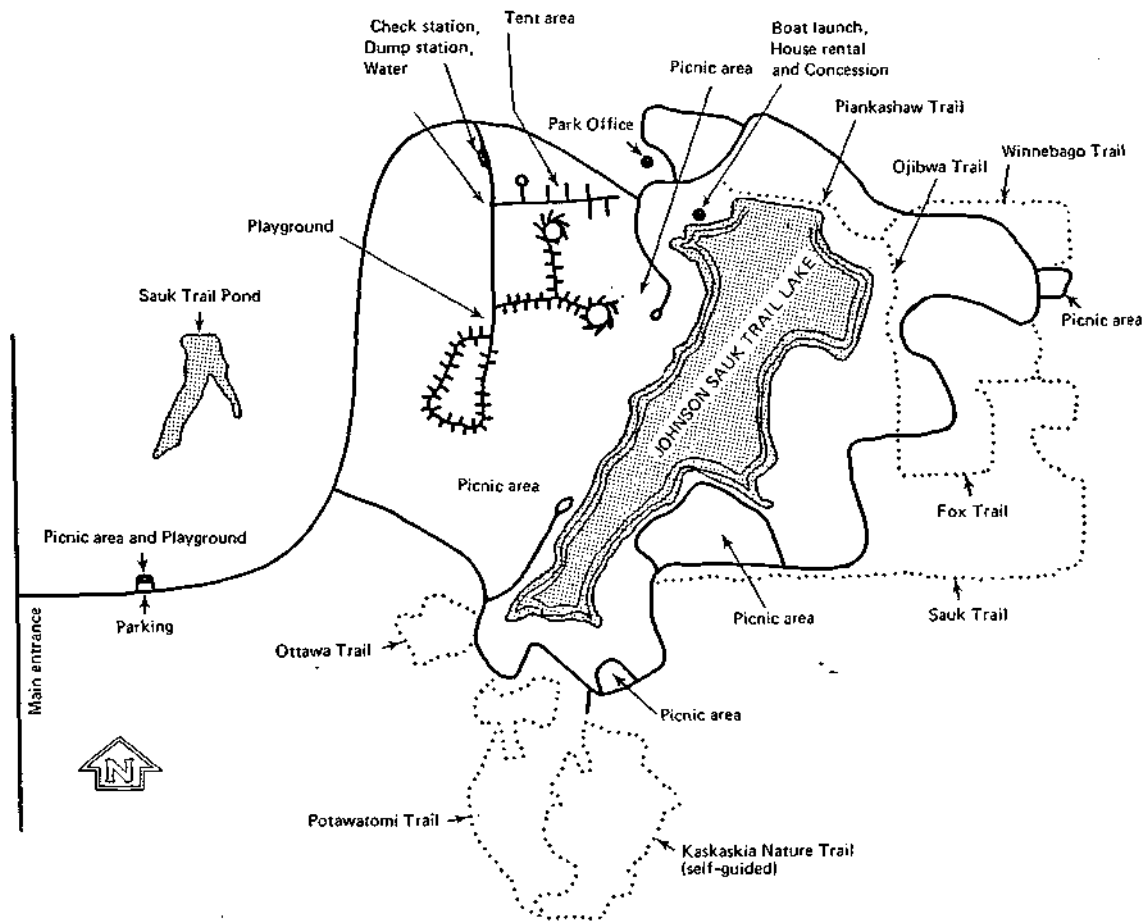 Check station,
Dump station,
Water
Tent area
Boat launch,
House rental
and Concession
Picnic area
Piankashaw Trail
Park Office
Ojibwa Trail
Winnebago Trail
Playground
Sauk Trail Pond
Picnic area
JOHNSON SAUK TRAIL LAKE
Picnic area
Fox Trail
Picnic area and Playground
Picnic area
Sauk Trail
Parking
Ottawa Trail
Main entrance
Picnic area
N
Potawatomi Trail
Kaskaskia Nature Trail
(self-guided)